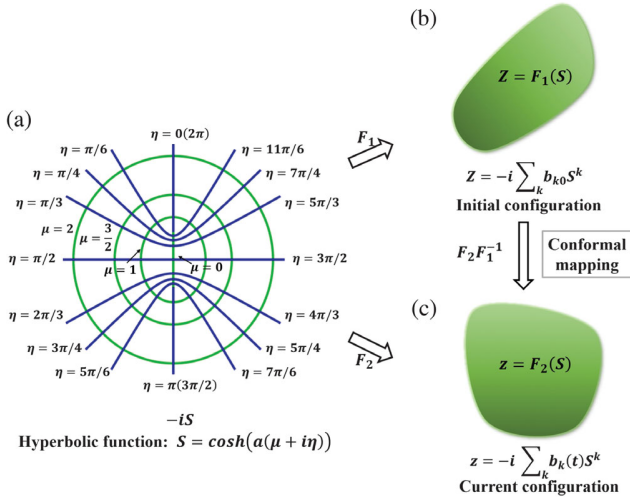 (a)
η = 0(2π)
η = π/6
η = 11π/6
η = π/4
η = 7π/4
η = π/3
η = 5π/3
μ = 2
μ = 3/2
η = π/2
μ = 1
μ = 0
η = 3π/2
η = 2π/3
η = 4π/3
η = 3π/4
η = 5π/4
η = 5π/6
η = 7π/6
η = π(3π/2)
−iS
Hyperbolic function: S = cosh(a(μ + iη))
F₁
F₂
(b)
Z = F₁(S)
Z = −i ∑ₖ bₖ₀Sᵏ
Initial configuration
F₂F₁⁻¹
Conformal
mapping
(c)
z = F₂(S)
z = −i ∑ₖ bₖ(t)Sᵏ
Current configuration